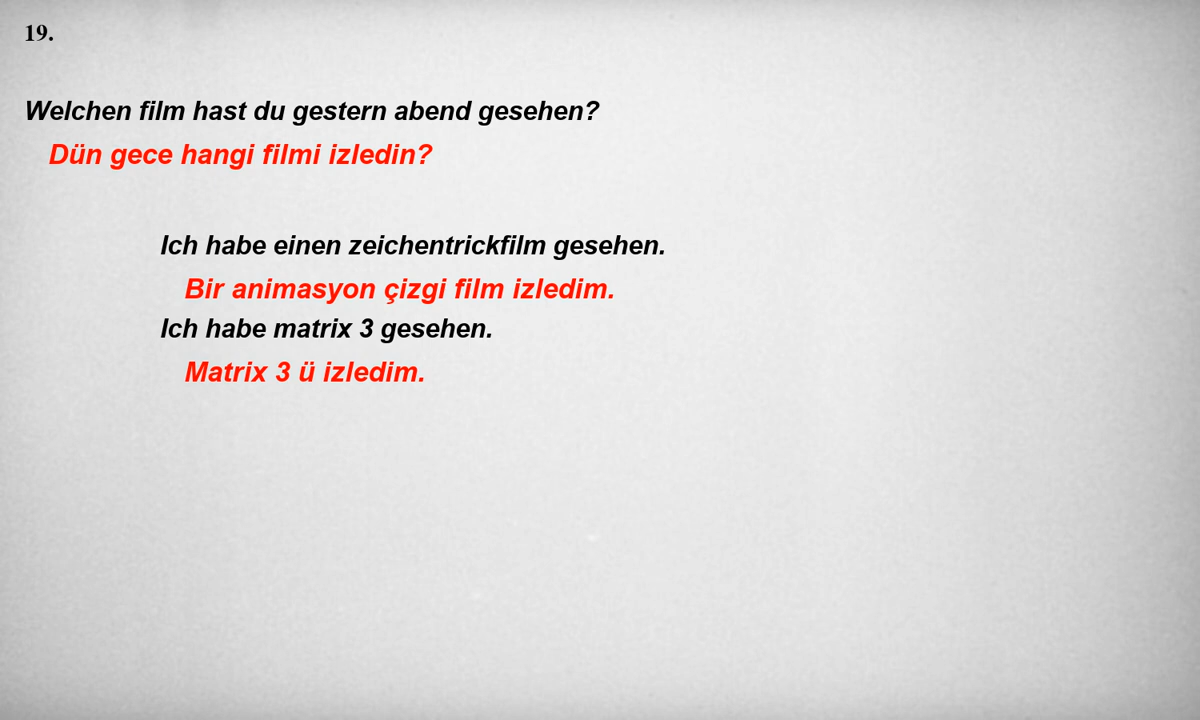 19.
Welchen film hast du gestern abend gesehen?
Dün gece hangi filmi izledin?
Ich habe einen zeichentrickfilm gesehen.
Bir animasyon çizgi film izledim.
Ich habe matrix 3 gesehen.
Matrix 3 ü izledim.